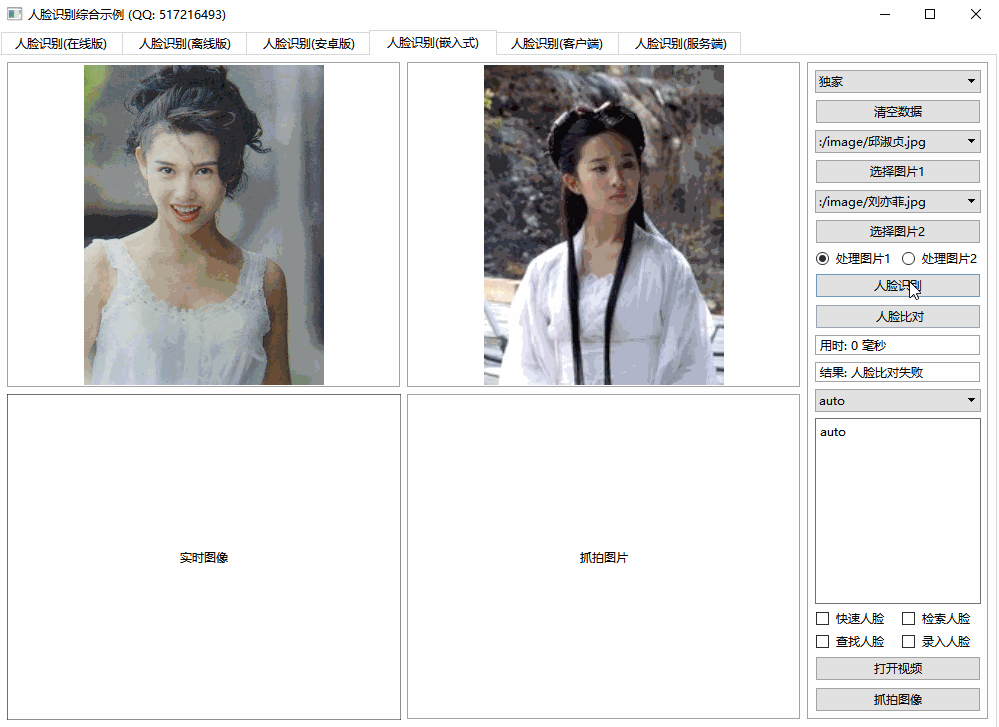 人脸识别综合示例 (QQ: 517216493)
人脸识别(在线版) 人脸识别(离线版) 人脸识别(安卓版) 人脸识别(嵌入式) 人脸识别(客户端) 人脸识别(服务端)
独家
清空数据
:/image/邱淑贞.jpg
选择图片1
:/image/刘亦菲.jpg
选择图片2
处理图片1 处理图片2
人脸识别
人脸比对
用时: 0 毫秒
结果: 人脸比对失败
auto
auto
实时图像
抓拍图片
快速人脸 检索人脸
查找人脸 录入人脸
打开视频
抓拍图像